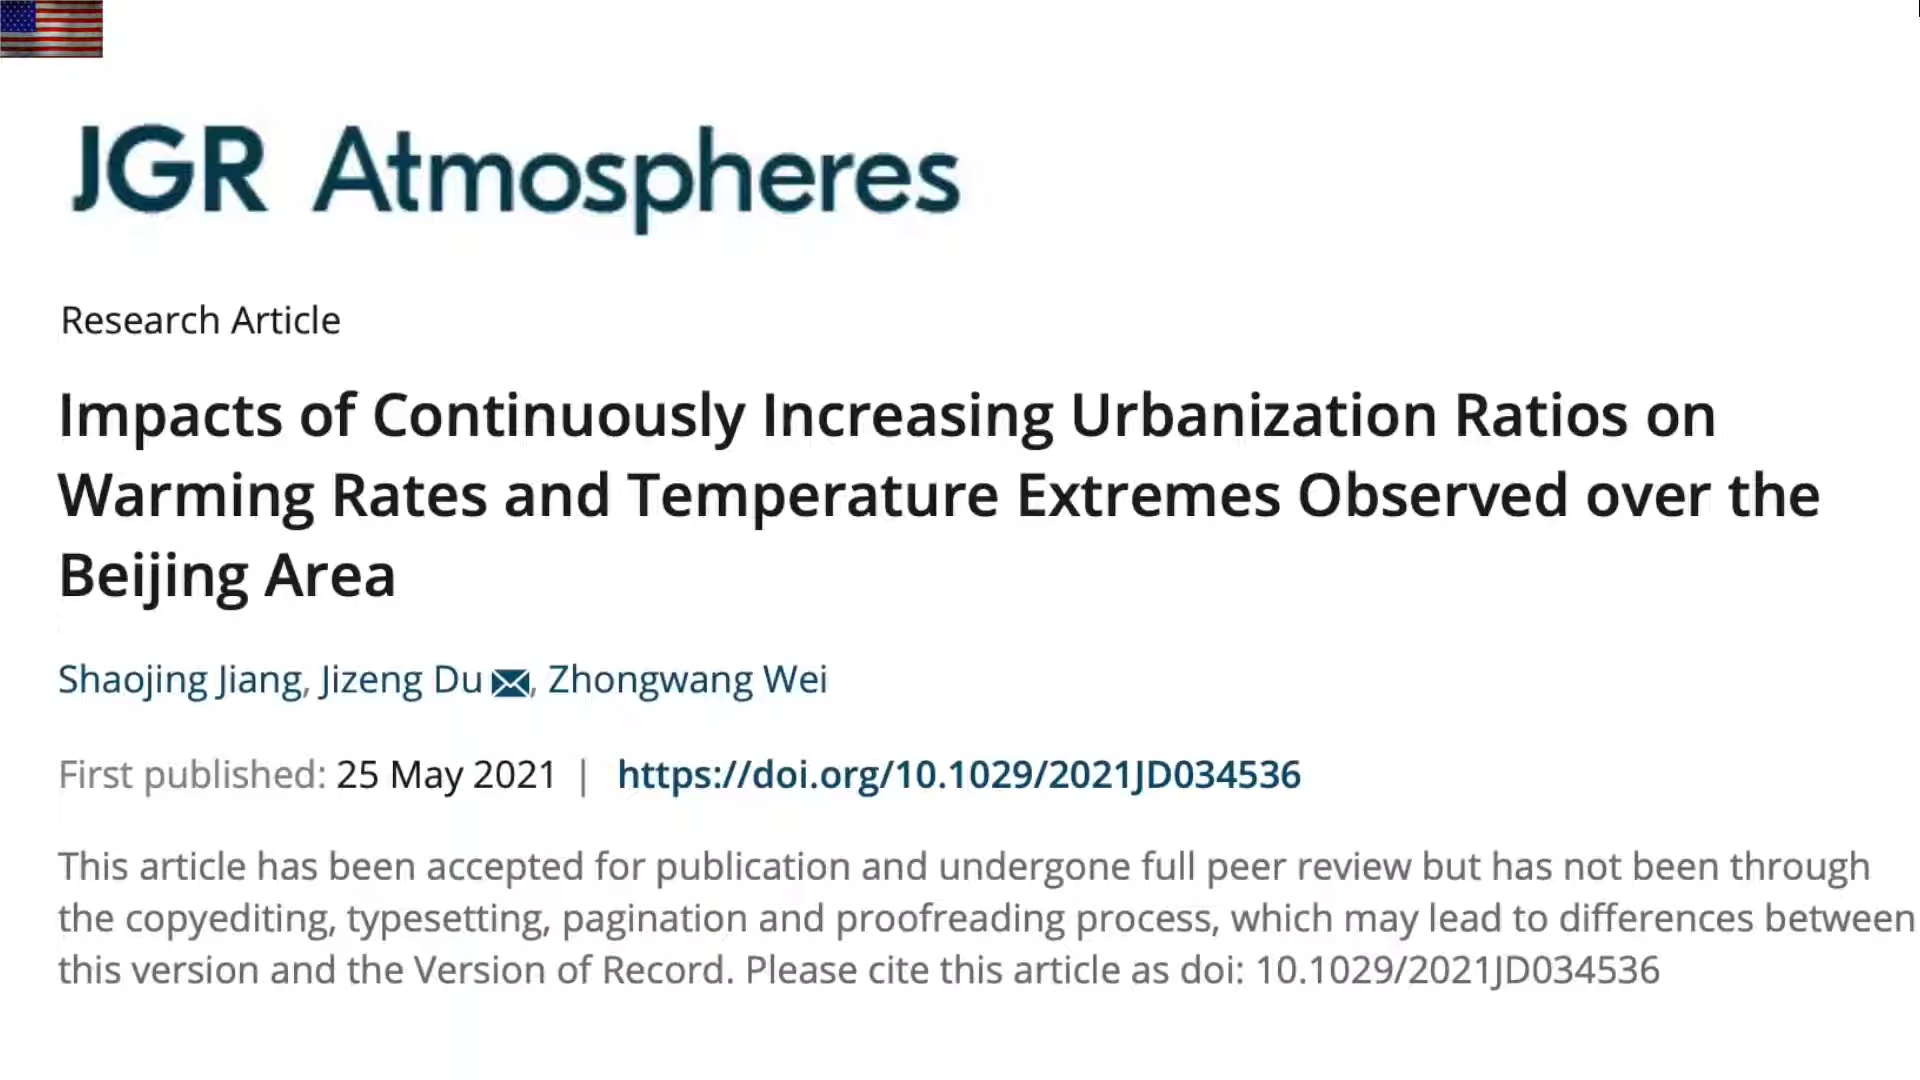 JGR Atmospheres
Research Article
Impacts of Continuously Increasing Urbanization Ratios on
Warming Rates and Temperature Extremes Observed over the
Beijing Area
Shaojing Jiang, Jizeng Du, Zhongwang Wei
First published: 25 May 2021 | https://doi.org/10.1029/2021JD034536
This article has been accepted for publication and undergone full peer review but has not been through
the copyediting, typesetting, pagination and proofreading process, which may lead to differences between
this version and the Version of Record. Please cite this article as doi: 10.1029/2021JD034536